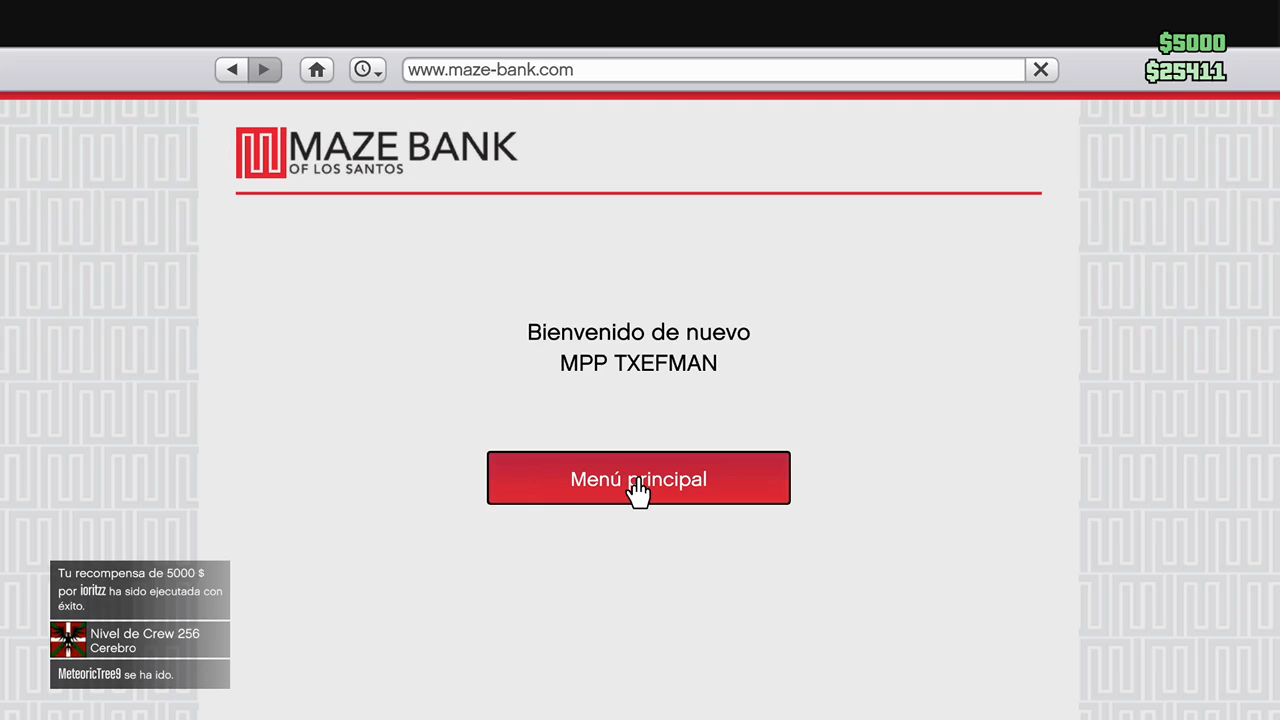 $5000
$25411
www.maze-bank.com
MAZE BANK
OF LOS SANTOS
Bienvenido de nuevo
MPP TXEFMAN
Menú principal
Tu recompensa de 5000 $
por ioritzz ha sido ejecutada con
éxito.
Nivel de Crew 256
Cerebro
MeteoricTree9 se ha ido.